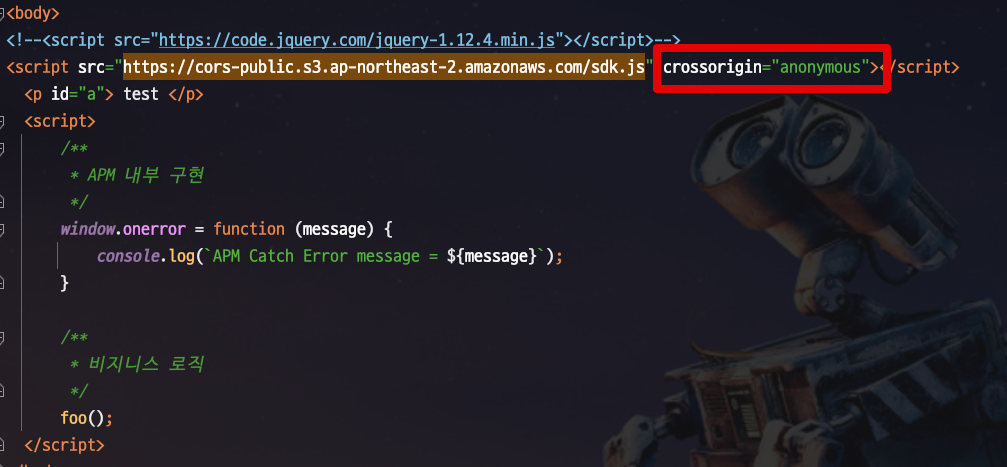 <body>
<!--<script src="https://code.jquery.com/jquery-1.12.4.min.js"></script>-->
<script src="https://cors-public.s3.ap-northeast-2.amazonaws.com/sdk.js" crossorigin="anonymous"></script>
<p id="a"> test </p>
<script>
/**
* APM 내부 구현
*/
window.onerror = function (message) {
console.log(`APM Catch Error message = ${message}`);
}
/**
* 비지니스 로직
*/
foo();
</script>